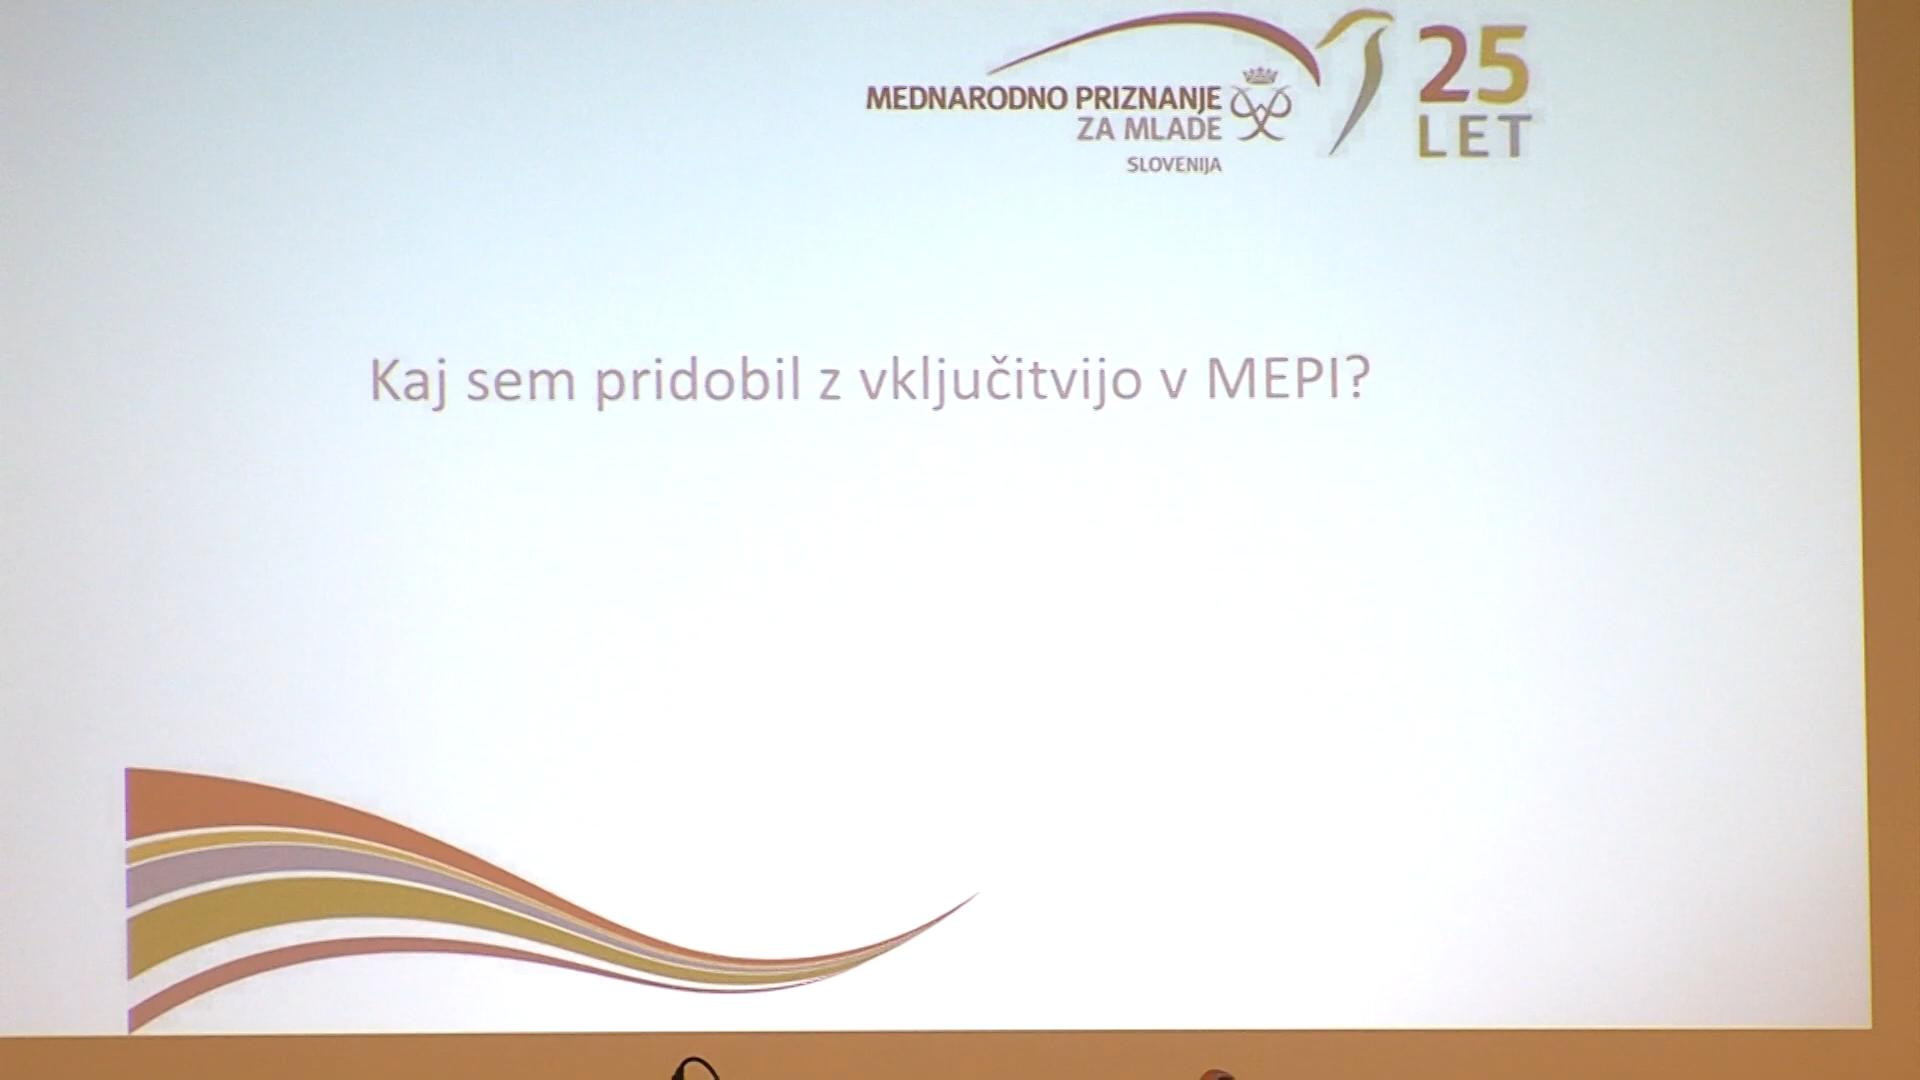 MEDNARODNO PRIZNANJE
ZA MLADE
SLOVENIJA
25
LET
Kaj sem pridobil z vključitvijo v MEPI?